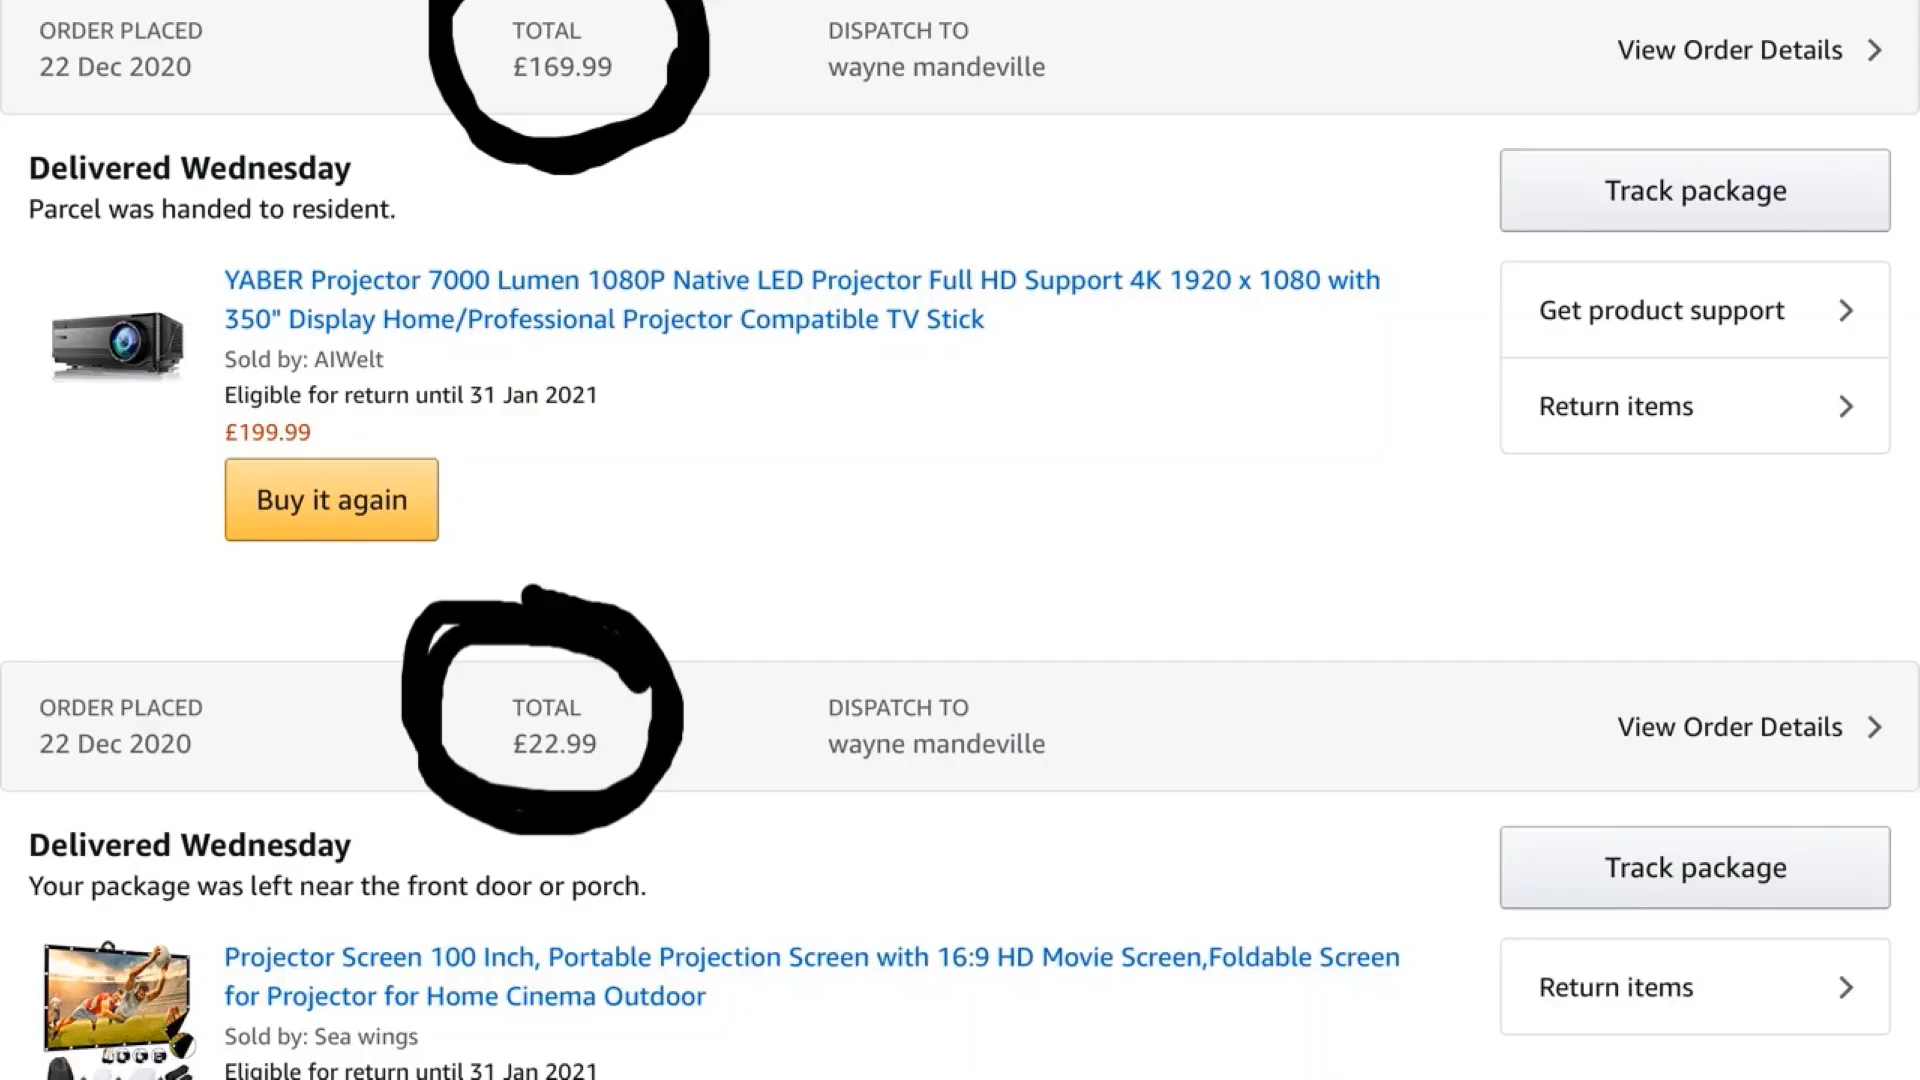 ORDER PLACED
22 Dec 2020
TOTAL
£169.99
DISPATCH TO
wayne mandeville
View Order Details
Delivered Wednesday
Parcel was handed to resident.
Track package
YABER Projector 7000 Lumen 1080P Native LED Projector Full HD Support 4K 1920 x 1080 with
350" Display Home/Professional Projector Compatible TV Stick
Sold by: AIWelt
Eligible for return until 31 Jan 2021
£199.99
Buy it again
Get product support
Return items
ORDER PLACED
22 Dec 2020
TOTAL
£22.99
DISPATCH TO
wayne mandeville
View Order Details
Delivered Wednesday
Your package was left near the front door or porch.
Track package
Projector Screen 100 Inch, Portable Projection Screen with 16:9 HD Movie Screen,Foldable Screen
for Projector for Home Cinema Outdoor
Sold by: Sea wings
Eligible for return until 31 Jan 2021
Return items